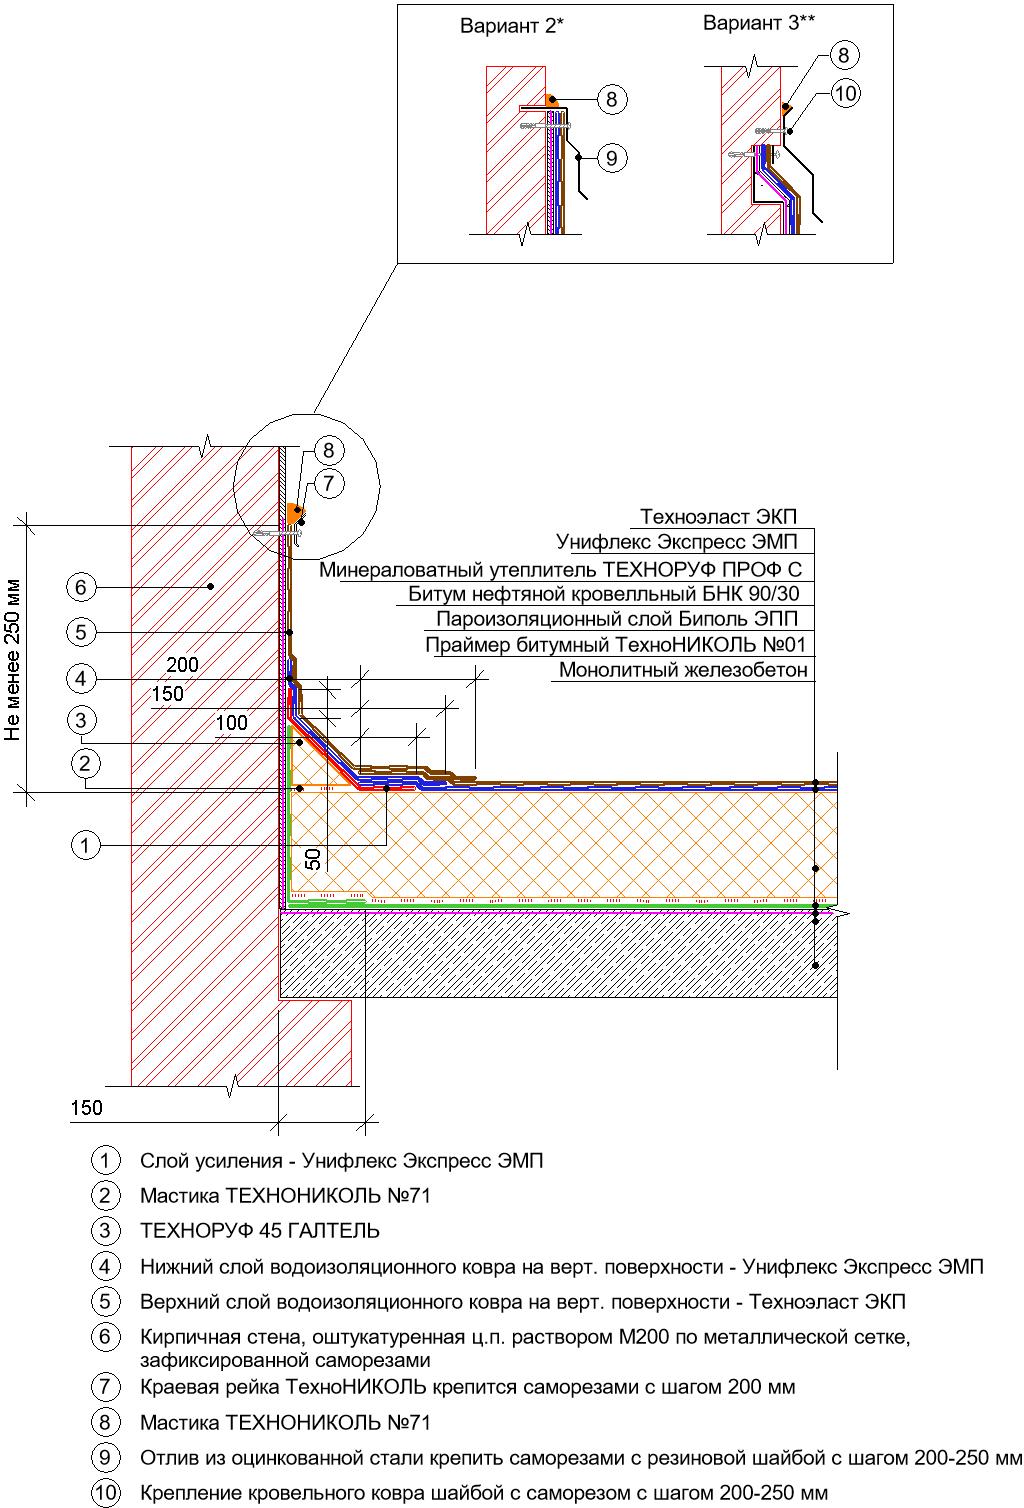 Вариант 2*
Вариант 3**
8
9
8
10
8
7
Техноэласт ЭКП
Унифлекс Экспресс ЭМП
Минераловатный утеплитель ТЕХНОРУФ ПРОФ С
Битум нефтяной кровелльный БНК 90/30
Пароизоляционный слой Биполь ЭПП
Праймер битумный ТехноНИКОЛЬ №01
Монолитный железобетон
Не менее 250 мм
6
5
4
3
2
1
200
150
100
50
150
1 Слой усиления - Унифлекс Экспресс ЭМП
2 Мастика ТЕХНОНИКОЛЬ №71
3 ТЕХНОРУФ 45 ГАЛТЕЛЬ
4 Нижний слой водоизоляционного ковра на верт. поверхности - Унифлекс Экспресс ЭМП
5 Верхний слой водоизоляционного ковра на верт. поверхности - Техноэласт ЭКП
6 Кирпичная стена, оштукатуренная ц.п. раствором М200 по металлической сетке,
зафиксированной саморезами
7 Краевая рейка ТехноНИКОЛЬ крепится саморезами с шагом 200 мм
8 Мастика ТЕХНОНИКОЛЬ №71
9 Отлив из оцинкованной стали крепить саморезами с резиновой шайбой с шагом 200-250 мм
10 Крепление кровельного ковра шайбой с саморезом с шагом 200-250 мм